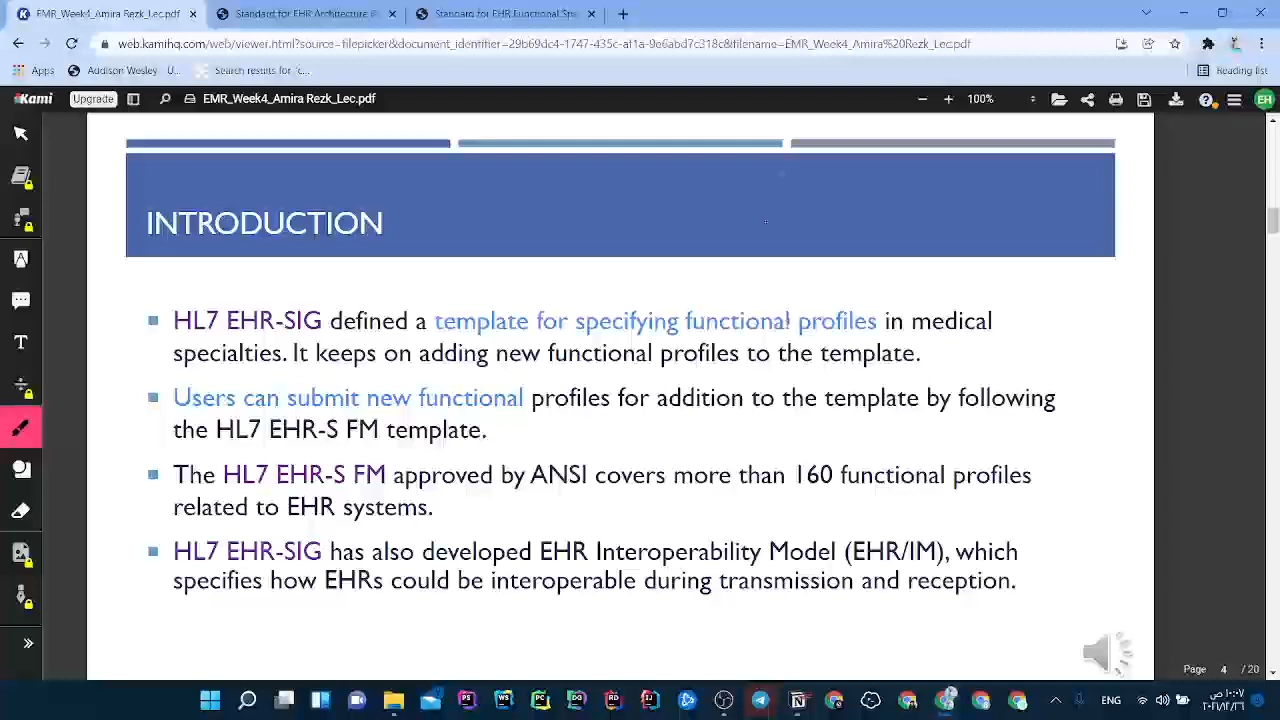 EMR_Week4_Amira Rezk_Lec.pdf
Standard for EHR Architecture
Standard for EHR Functional Spe
web.kamihq.com/web/viewer.html?source=filepicker&document_identifier=29b69dc4-1747-435c-af1a-9e6abd7c318c&filename=EMR_Week4_Amira%20Rezk_Lec.pdf
Apps
Addison Wesley - U...
Search results for 'c...
Reading list
Kami
Upgrade
EMR_Week4_Amira Rezk_Lec.pdf
100%
EH
INTRODUCTION
HL7 EHR-SIG defined a template for specifying functional profiles in medical
specialties. It keeps on adding new functional profiles to the template.
Users can submit new functional profiles for addition to the template by following
the HL7 EHR-S FM template.
The HL7 EHR-S FM approved by ANSI covers more than 160 functional profiles
related to EHR systems.
HL7 EHR-SIG has also developed EHR Interoperability Model (EHR/IM), which
specifies how EHRs could be interoperable during transmission and reception.
Page 4 / 20
ENG